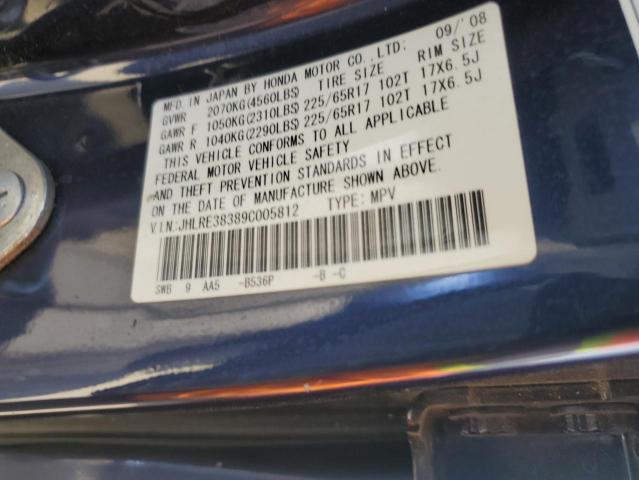 MFD. IN JAPAN BY HONDA MOTOR CO., LTD: 09/'08
GVWR 2070KG(4560LBS) TIRE SIZE RIM SIZE
GAWR F 1050KG(2310LBS) 225/65R17 102T 17X6.5J
GAWR R 1040KG(2290LBS) 225/65R17 102T 17X6.5J
THIS VEHICLE CONFORMS TO ALL APPLICABLE
FEDERAL MOTOR VEHICLE SAFETY
AND THEFT PREVENTION STANDARDS IN EFFECT
ON THE DATE OF MANUFACTURE SHOWN ABOVE.
V.I.N.:JHLRE38389C005812 TYPE: MPV
SWB 9 AA5 -B536P -B -C